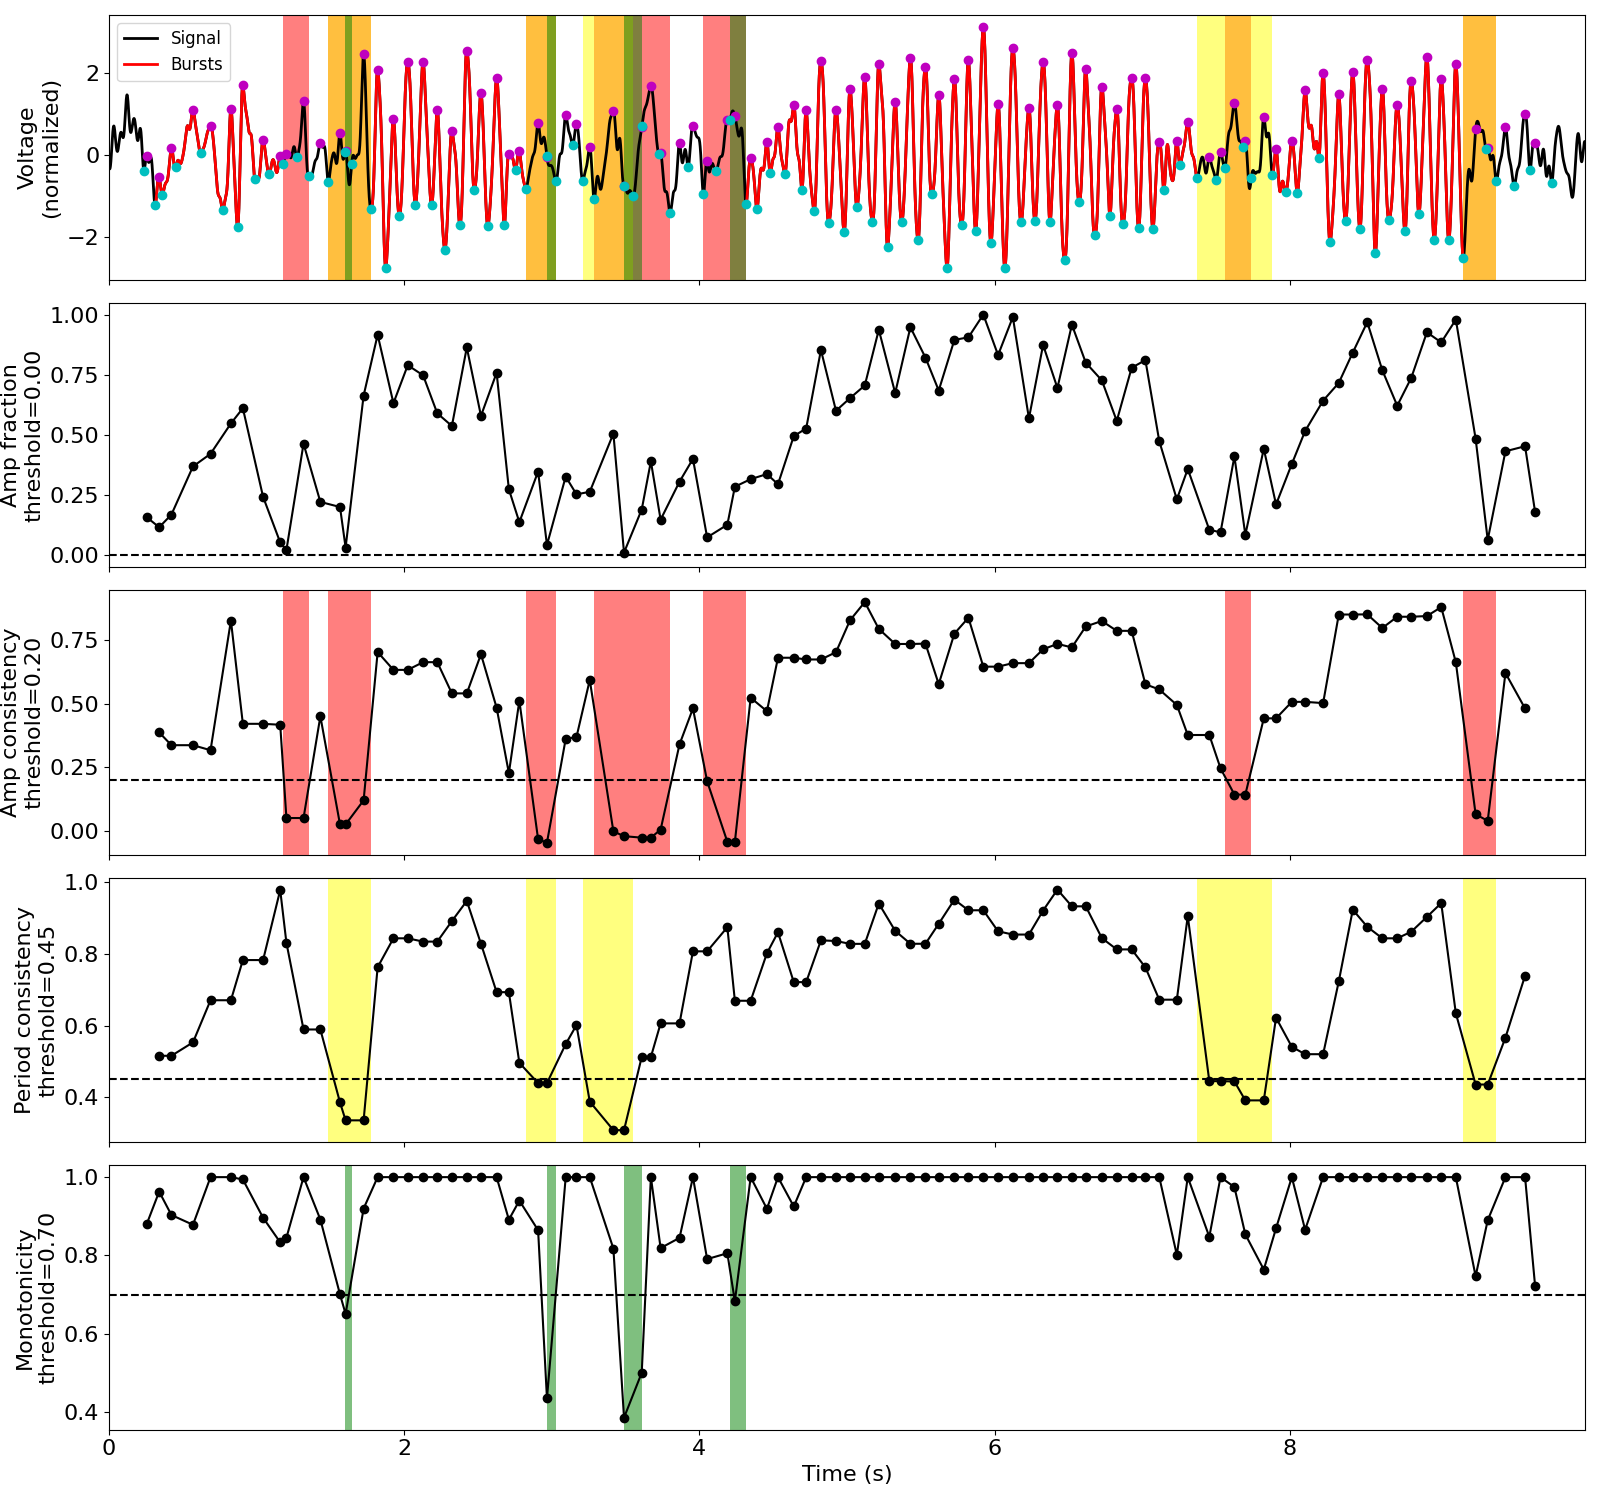 Voltage
(normalized)
Signal
Bursts
2
0
−2
Amp fraction
threshold=0.00
1.00
0.75
0.50
0.25
0.00
Amp consistency
threshold=0.20
0.75
0.50
0.25
0.00
Period consistency
threshold=0.45
1.0
0.8
0.6
0.4
Monotonicity
threshold=0.70
1.0
0.8
0.6
0.4
0 2 4 6 8
Time (s)